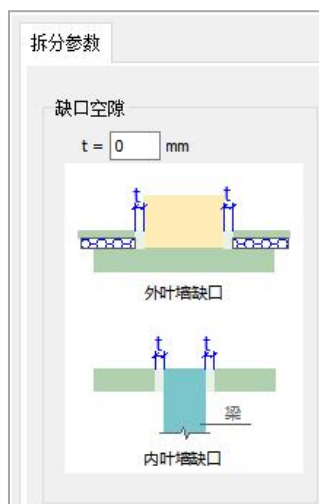 拆分参数
缺口空隙
t = 0 mm
t t
外叶墙缺口
t t
梁
内叶墙缺口